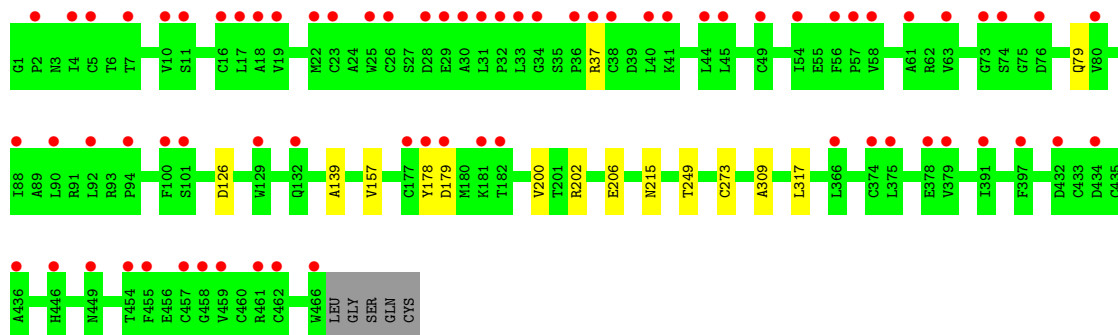 G1 P2 N3 I4 C5 T6 T7 V10 S11 C16 L17 A18 V19 M22 C23 A24 W25 C26 S27 D28 E29 A30 L31 P32 L33 G34 S35 P36 R37 C38 D39 L40 K41 L44 L45 C49 I54 E55 F56 P57 V58 A61 R62 V63 G73 S74 G75 D76 Q79 V80
I88 A89 L90 R91 L92 R93 P94 F100 S101 D126 W129 Q132 A139 V157 C177 Y178 D179 M180 K181 T182 V200 T201 R202 E206 N215 T249 C273 A309 L317 L366 C374 L375 E378 V379 I391 F397 D432 C433 D434 C435
A436 H446 N449 T454 F455 E456 C457 G458 V459 C460 R461 C462 W466 LEU GLY SER GLN CYS